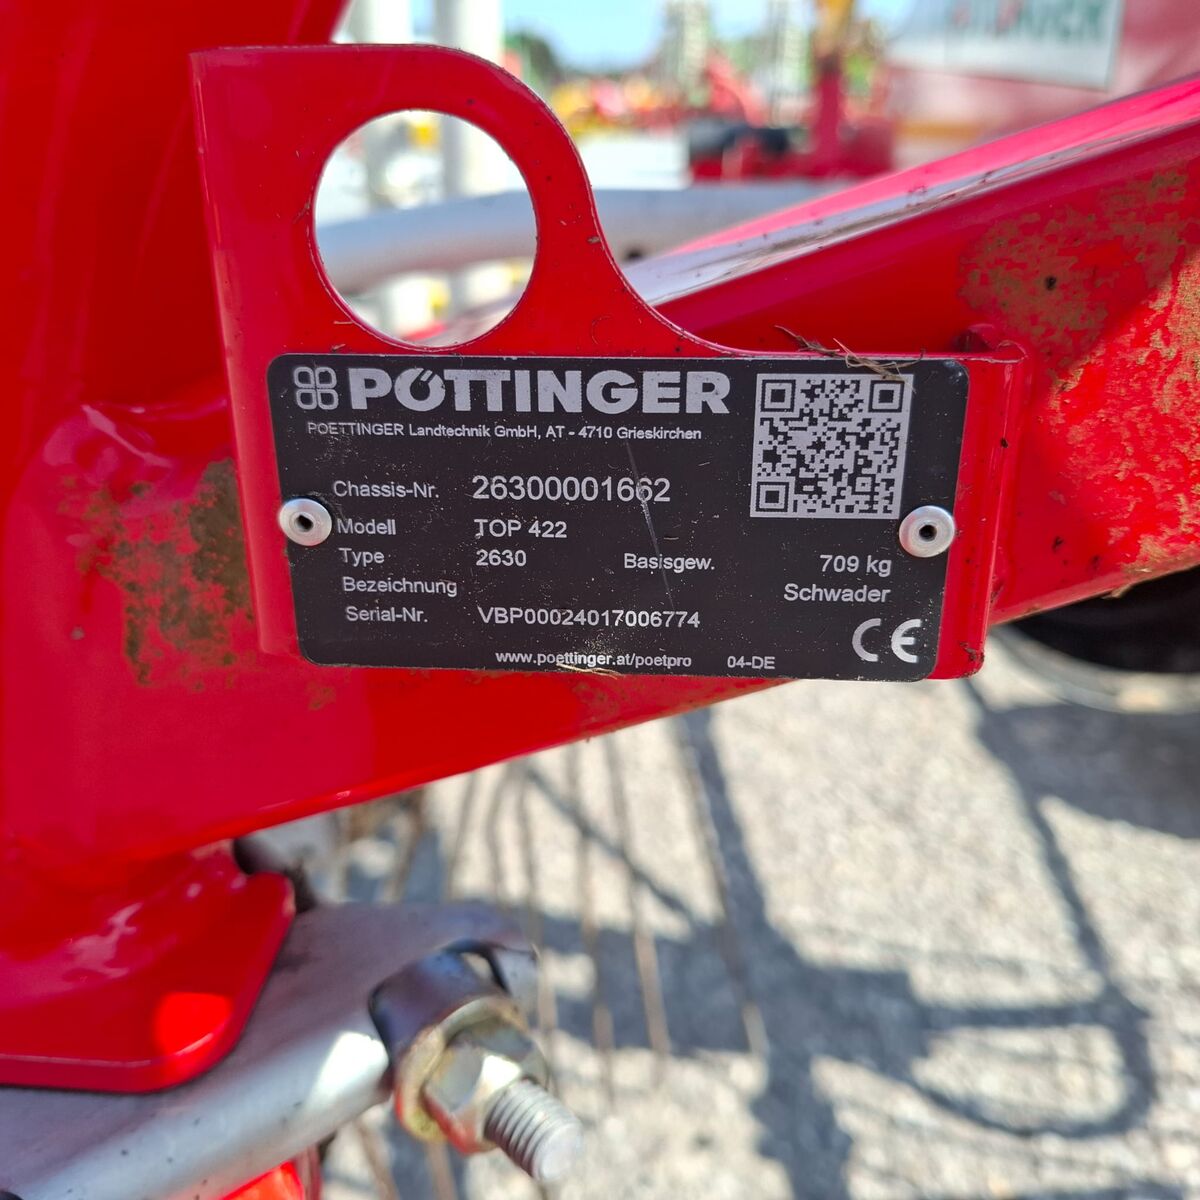 PÖTTINGER
POETTINGER Landtechnik GmbH, AT - 4710 Grieskirchen
Chassis-Nr. 26300001662
Modell TOP 422
Type 2630 Basisgew. 709 kg
Bezeichnung Schwader
Serial-Nr. VBP00024017006774
www.poettinger.at/poetpro 04-DE
CE